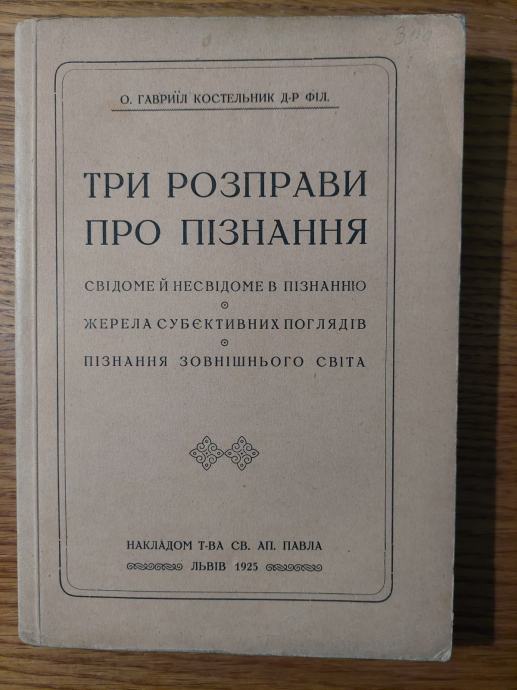 О. ГАВРИЇЛ КОСТЕЛЬНИК Д-Р ФІЛ.
ТРИ РОЗПРАВИ
ПРО ПІЗНАННЯ
СВІДОМЕ Й НЕСВІДОМЕ В ПІЗНАННЮ
ЖЕРЕЛА СУБЄКТИВНИХ ПОГЛЯДІВ
ПІЗНАННЯ ЗОВНІШНЬОГО СВІТА
НАКЛАДОМ Т-ВА СВ. АП. ПАВЛА
ЛЬВІВ 1925